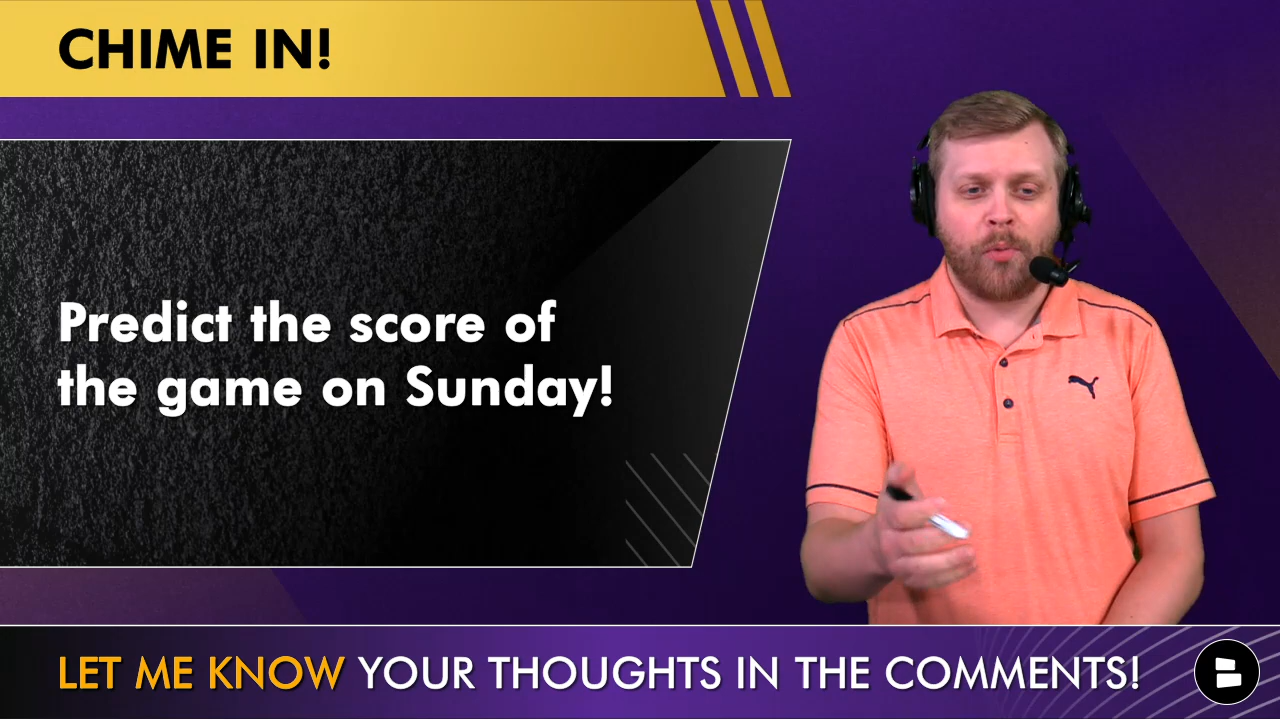 CHIME IN!
Predict the score of
the game on Sunday!
LET ME KNOW YOUR THOUGHTS IN THE COMMENTS!